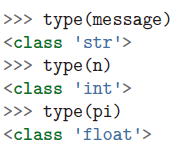 >>> type(message)
<class 'str'>
>>> type(n)
<class 'int'>
>>> type(pi)
<class 'float'>